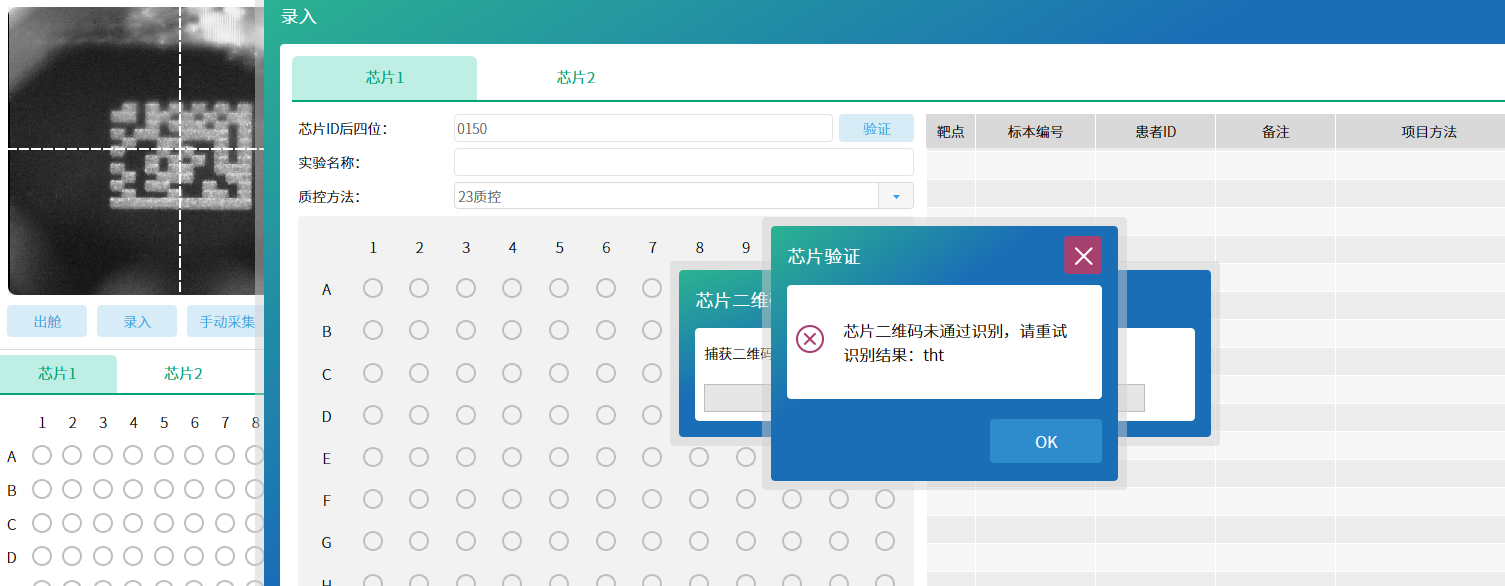 录入
芯片1 芯片2
芯片ID后四位: 0150 验证
实验名称:
质控方法: 23质控
靶点 标本编号 患者ID 备注 项目方法
1 2 3 4 5 6 7 8 9
A
B
C
D
E
F
G
H
芯片二维
捕获二维码
芯片验证
芯片二维码未通过识别，请重试
识别结果：tht
OK
出舱 录入 手动采集
芯片1 芯片2
1 2 3 4 5 6 7 8
A
B
C
D